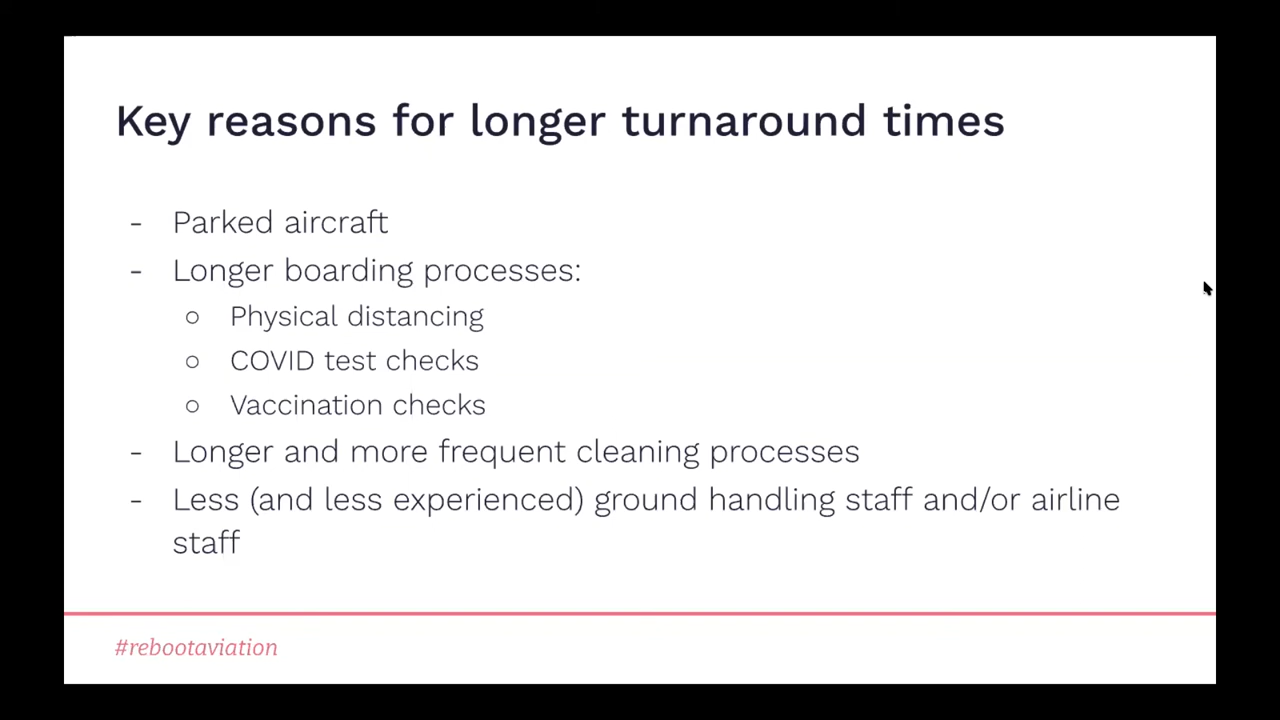 Key reasons for longer turnaround times
- Parked aircraft
- Longer boarding processes:
○ Physical distancing
○ COVID test checks
○ Vaccination checks
- Longer and more frequent cleaning processes
- Less (and less experienced) ground handling staff and/or airline
staff
#rebootaviation